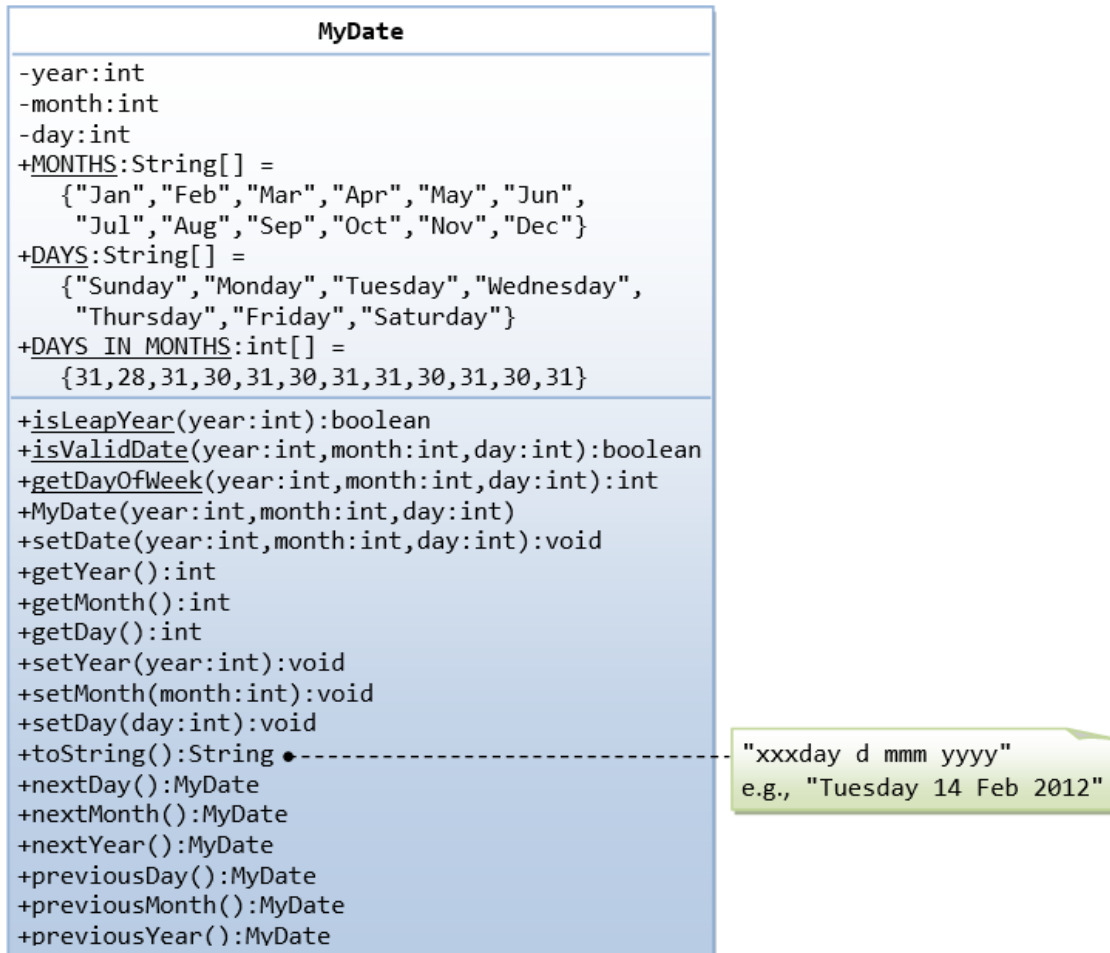 MyDate
-year:int
-month:int
-day:int
+MONTHS:String[] =
{"Jan","Feb","Mar","Apr","May","Jun",
"Jul","Aug","Sep","Oct","Nov","Dec"}
+DAYS:String[] =
{"Sunday","Monday","Tuesday","Wednesday",
"Thursday","Friday","Saturday"}
+DAYS_IN_MONTHS:int[] =
{31,28,31,30,31,30,31,31,30,31,30,31}
+isLeapYear(year:int):boolean
+isValidDate(year:int,month:int,day:int):boolean
+getDayOfWeek(year:int,month:int,day:int):int
+MyDate(year:int,month:int,day:int)
+setDate(year:int,month:int,day:int):void
+getYear():int
+getMonth():int
+getDay():int
+setYear(year:int):void
+setMonth(month:int):void
+setDay(day:int):void
+toString():String
"xxxday d mmm yyyy"
e.g., "Tuesday 14 Feb 2012"
+nextDay():MyDate
+nextMonth():MyDate
+nextYear():MyDate
+previousDay():MyDate
+previousMonth():MyDate
+previousYear():MyDate